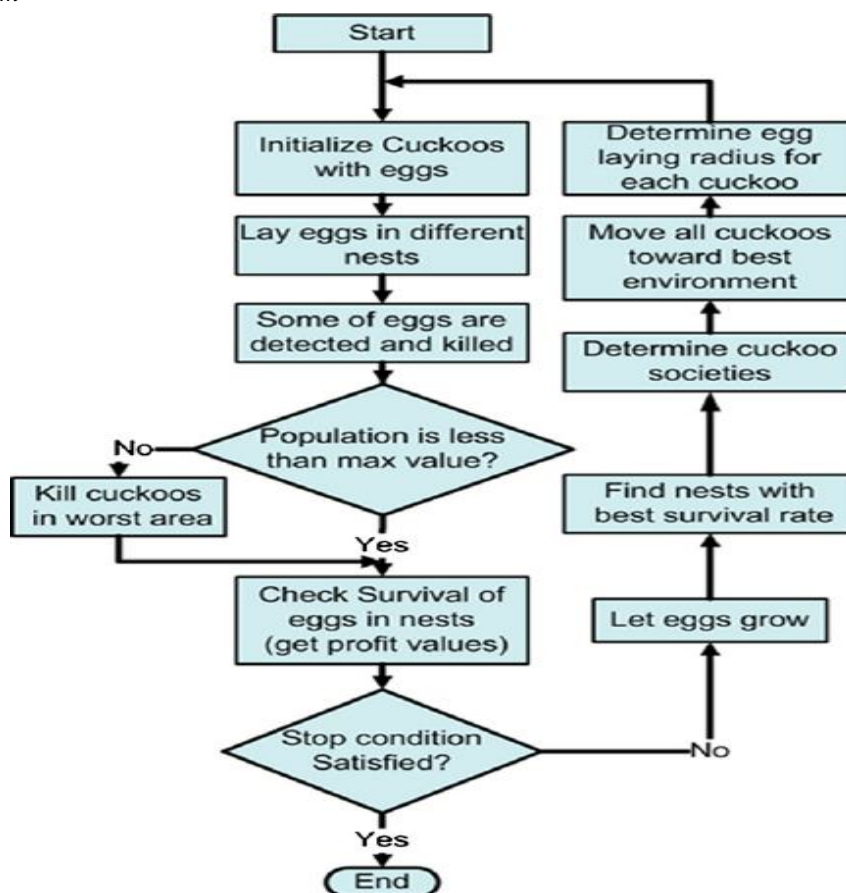 Start
Initialize Cuckoos
with eggs
Lay eggs in different
nests
Some of eggs are
detected and killed
Population is less
than max value?
No
Kill cuckoos
in worst area
Yes
Check Survival of
eggs in nests
(get profit values)
Stop condition
Satisfied?
Yes
End
No
Let eggs grow
Find nests with
best survival rate
Determine cuckoo
societies
Move all cuckoos
toward best
environment
Determine egg
laying radius for
each cuckoo